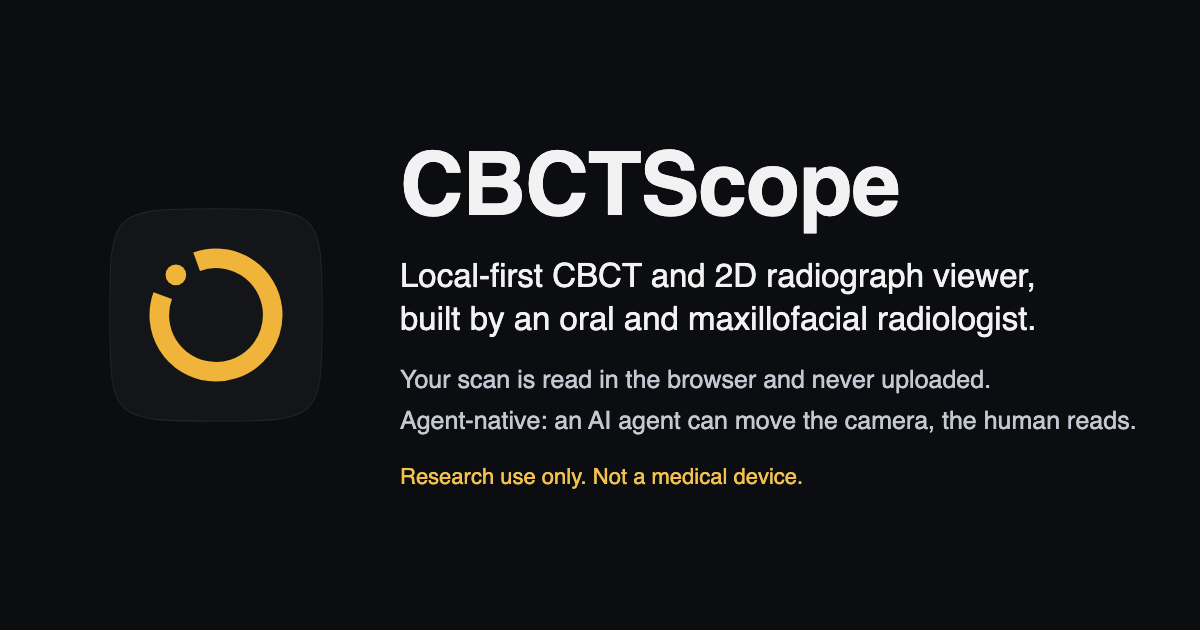 CBCTScope
Local-first CBCT and 2D radiograph viewer,
built by an oral and maxillofacial radiologist.
Your scan is read in the browser and never uploaded.
Agent-native: an AI agent can move the camera, the human reads.
Research use only. Not a medical device.